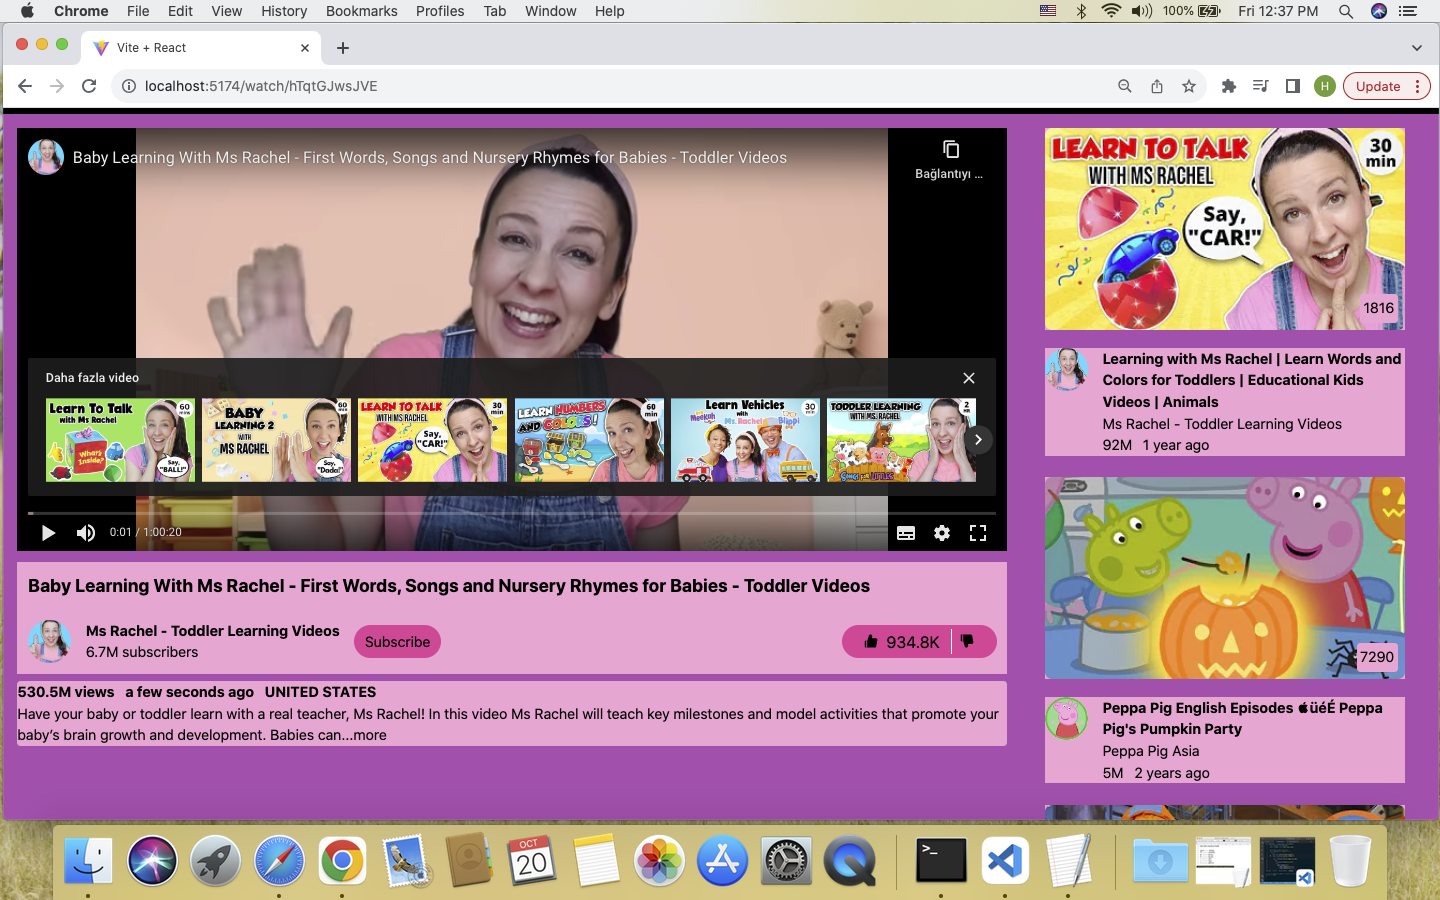 Chrome File Edit View History Bookmarks Profiles Tab Window Help 100% Fri 12:37 PM
Vite + React
localhost:5174/watch/hTqtGJwsJVE H Update
Baby Learning With Ms Rachel - First Words, Songs and Nursery Rhymes for Babies - Toddler Videos
Bağlantıyı ...
Daha fazla video
Learn To Talk
with Ms Rachel
60
What's Inside?
Say, "BALL!"
BABY
LEARNING 2
WITH
MS RACHEL
60
Say, "Dada!"
LEARN TO TALK
WITH MS RACHEL
30
min
Say,
"CAR!"
LEARN NUMBERS
AND COLORS!
60
min
Learn Vehicles
with
Meekah Ms. Rachel Blippi
30
TODDLER LEARNING
WITH MS. RACHEL
2
0:01 / 1:00:20
Baby Learning With Ms Rachel - First Words, Songs and Nursery Rhymes for Babies - Toddler Videos
Ms Rachel - Toddler Learning Videos
6.7M subscribers
Subscribe
934.8K
530.5M views a few seconds ago UNITED STATES
Have your baby or toddler learn with a real teacher, Ms Rachel! In this video Ms Rachel will teach key milestones and model activities that promote your
baby’s brain growth and development. Babies can...more
LEARN TO TALK
WITH MS RACHEL
30
min
Say,
"CAR!"
1816
Learning with Ms Rachel | Learn Words and
Colors for Toddlers | Educational Kids
Videos | Animals
Ms Rachel - Toddler Learning Videos
92M 1 year ago
7290
Peppa Pig English Episodes üéÉ Peppa
Pig's Pumpkin Party
Peppa Pig Asia
5M 2 years ago
OCT
20
>_